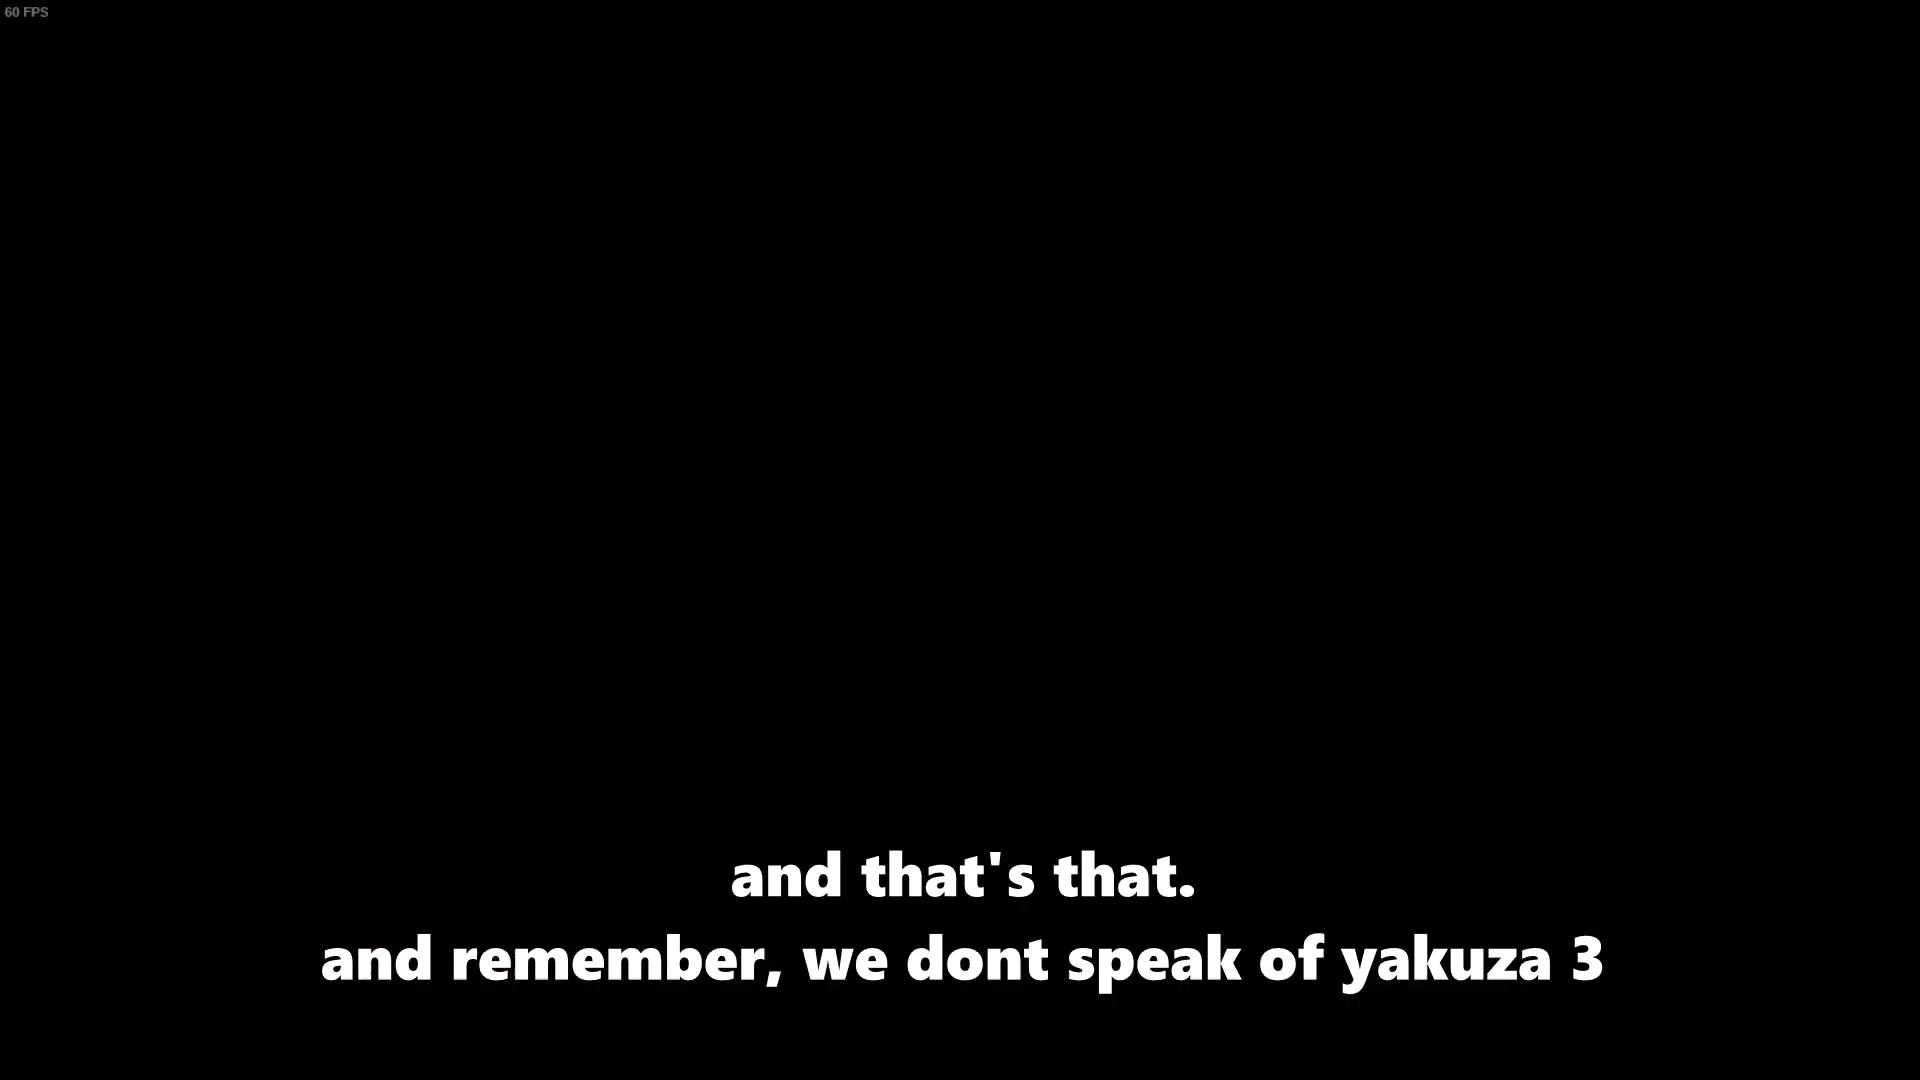 60 FPS
and that's that.
and remember, we dont speak of yakuza 3